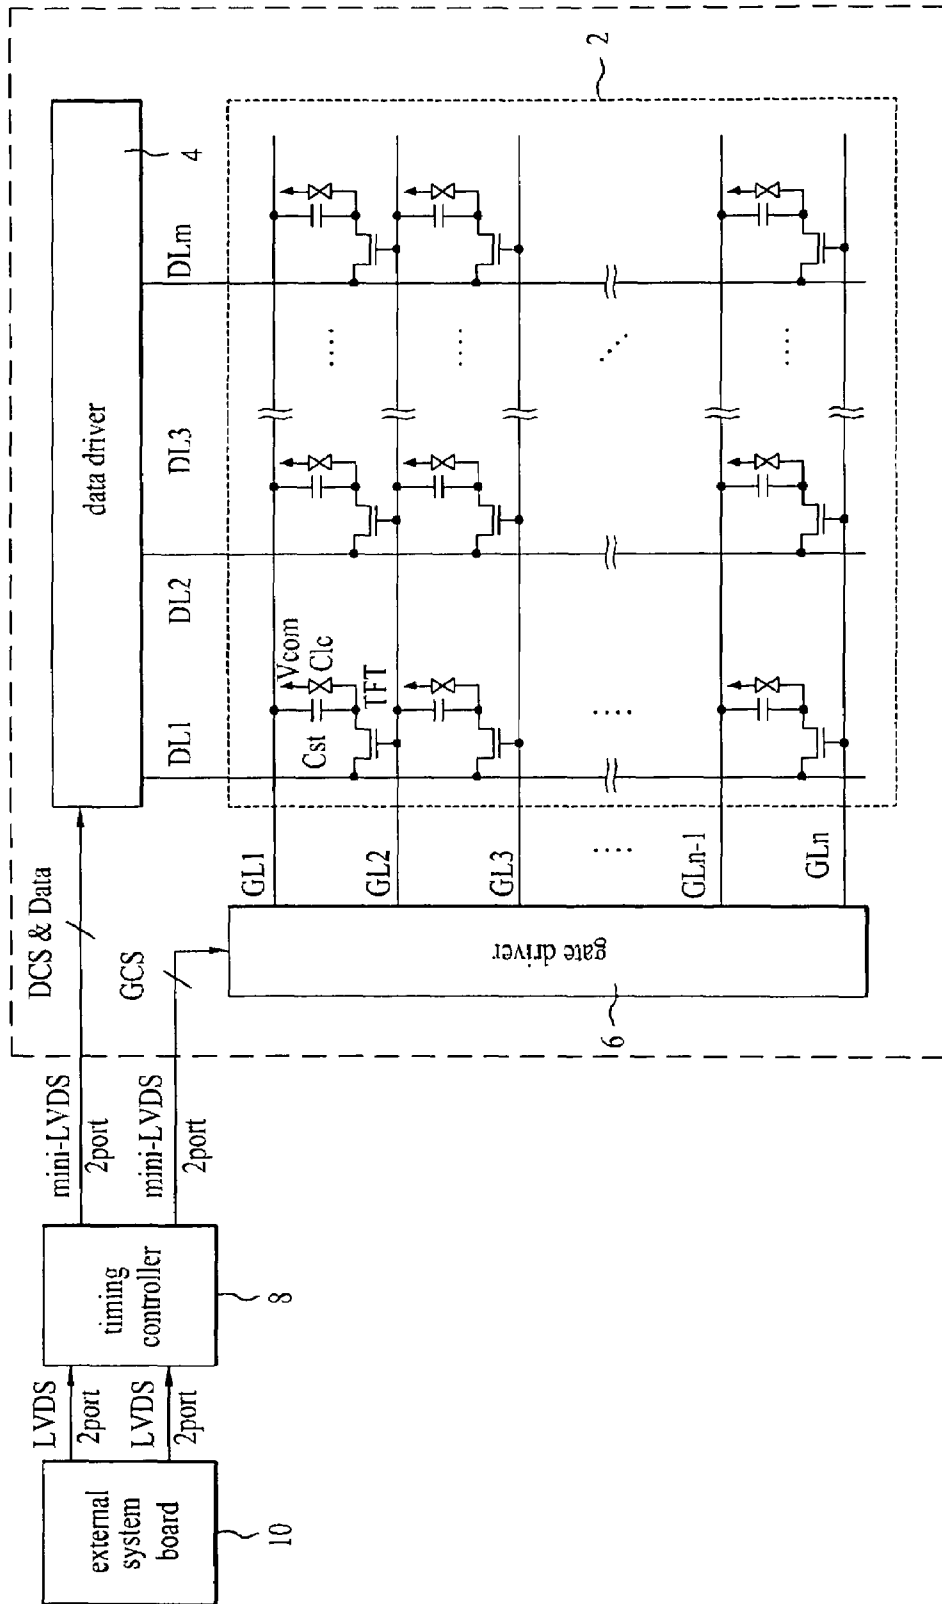 external
system
board
10
LVDS
2port
LVDS
2port
timing
controller
8
mini-LVDS
2port
mini-LVDS
2port
DCS & Data
GCS
data driver
4
gate driver
6
2
DL1
DL2
DL3
DLm
GL1
GL2
GL3
GLn-1
GLn
Vcom
Clc
Cst
TFT